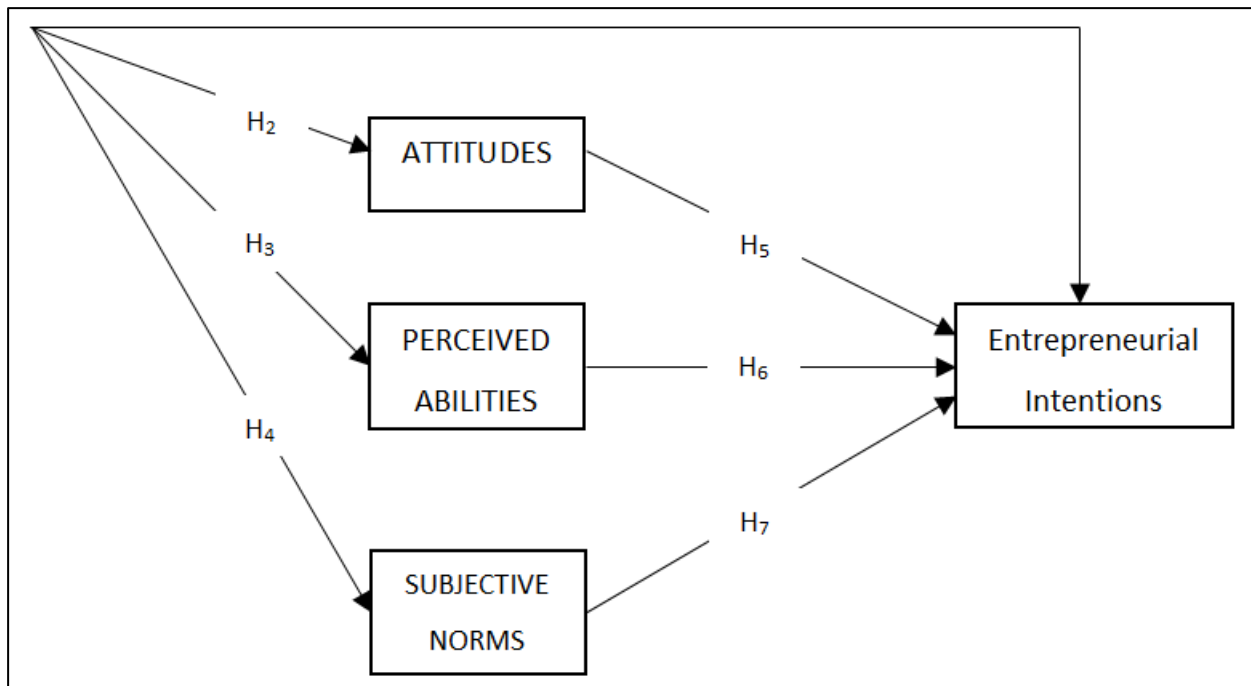 H₂
ATTITUDES
H₃
H₅
PERCEIVED
ABILITIES
H₆
Entrepreneurial
Intentions
H₄
H₇
SUBJECTIVE
NORMS